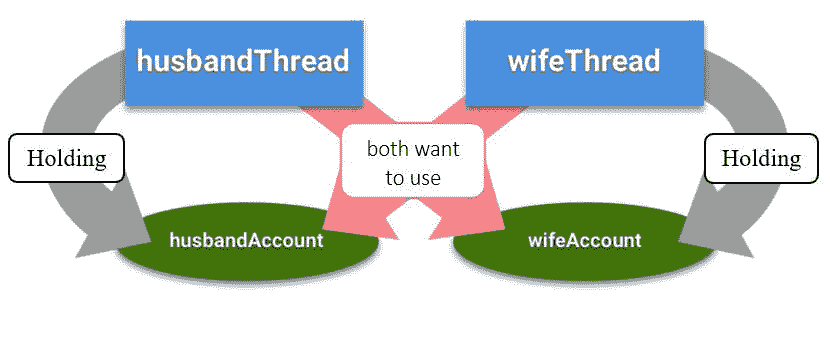 husbandThread
wifeThread
Holding
both want
to use
Holding
husbandAccount
wifeAccount